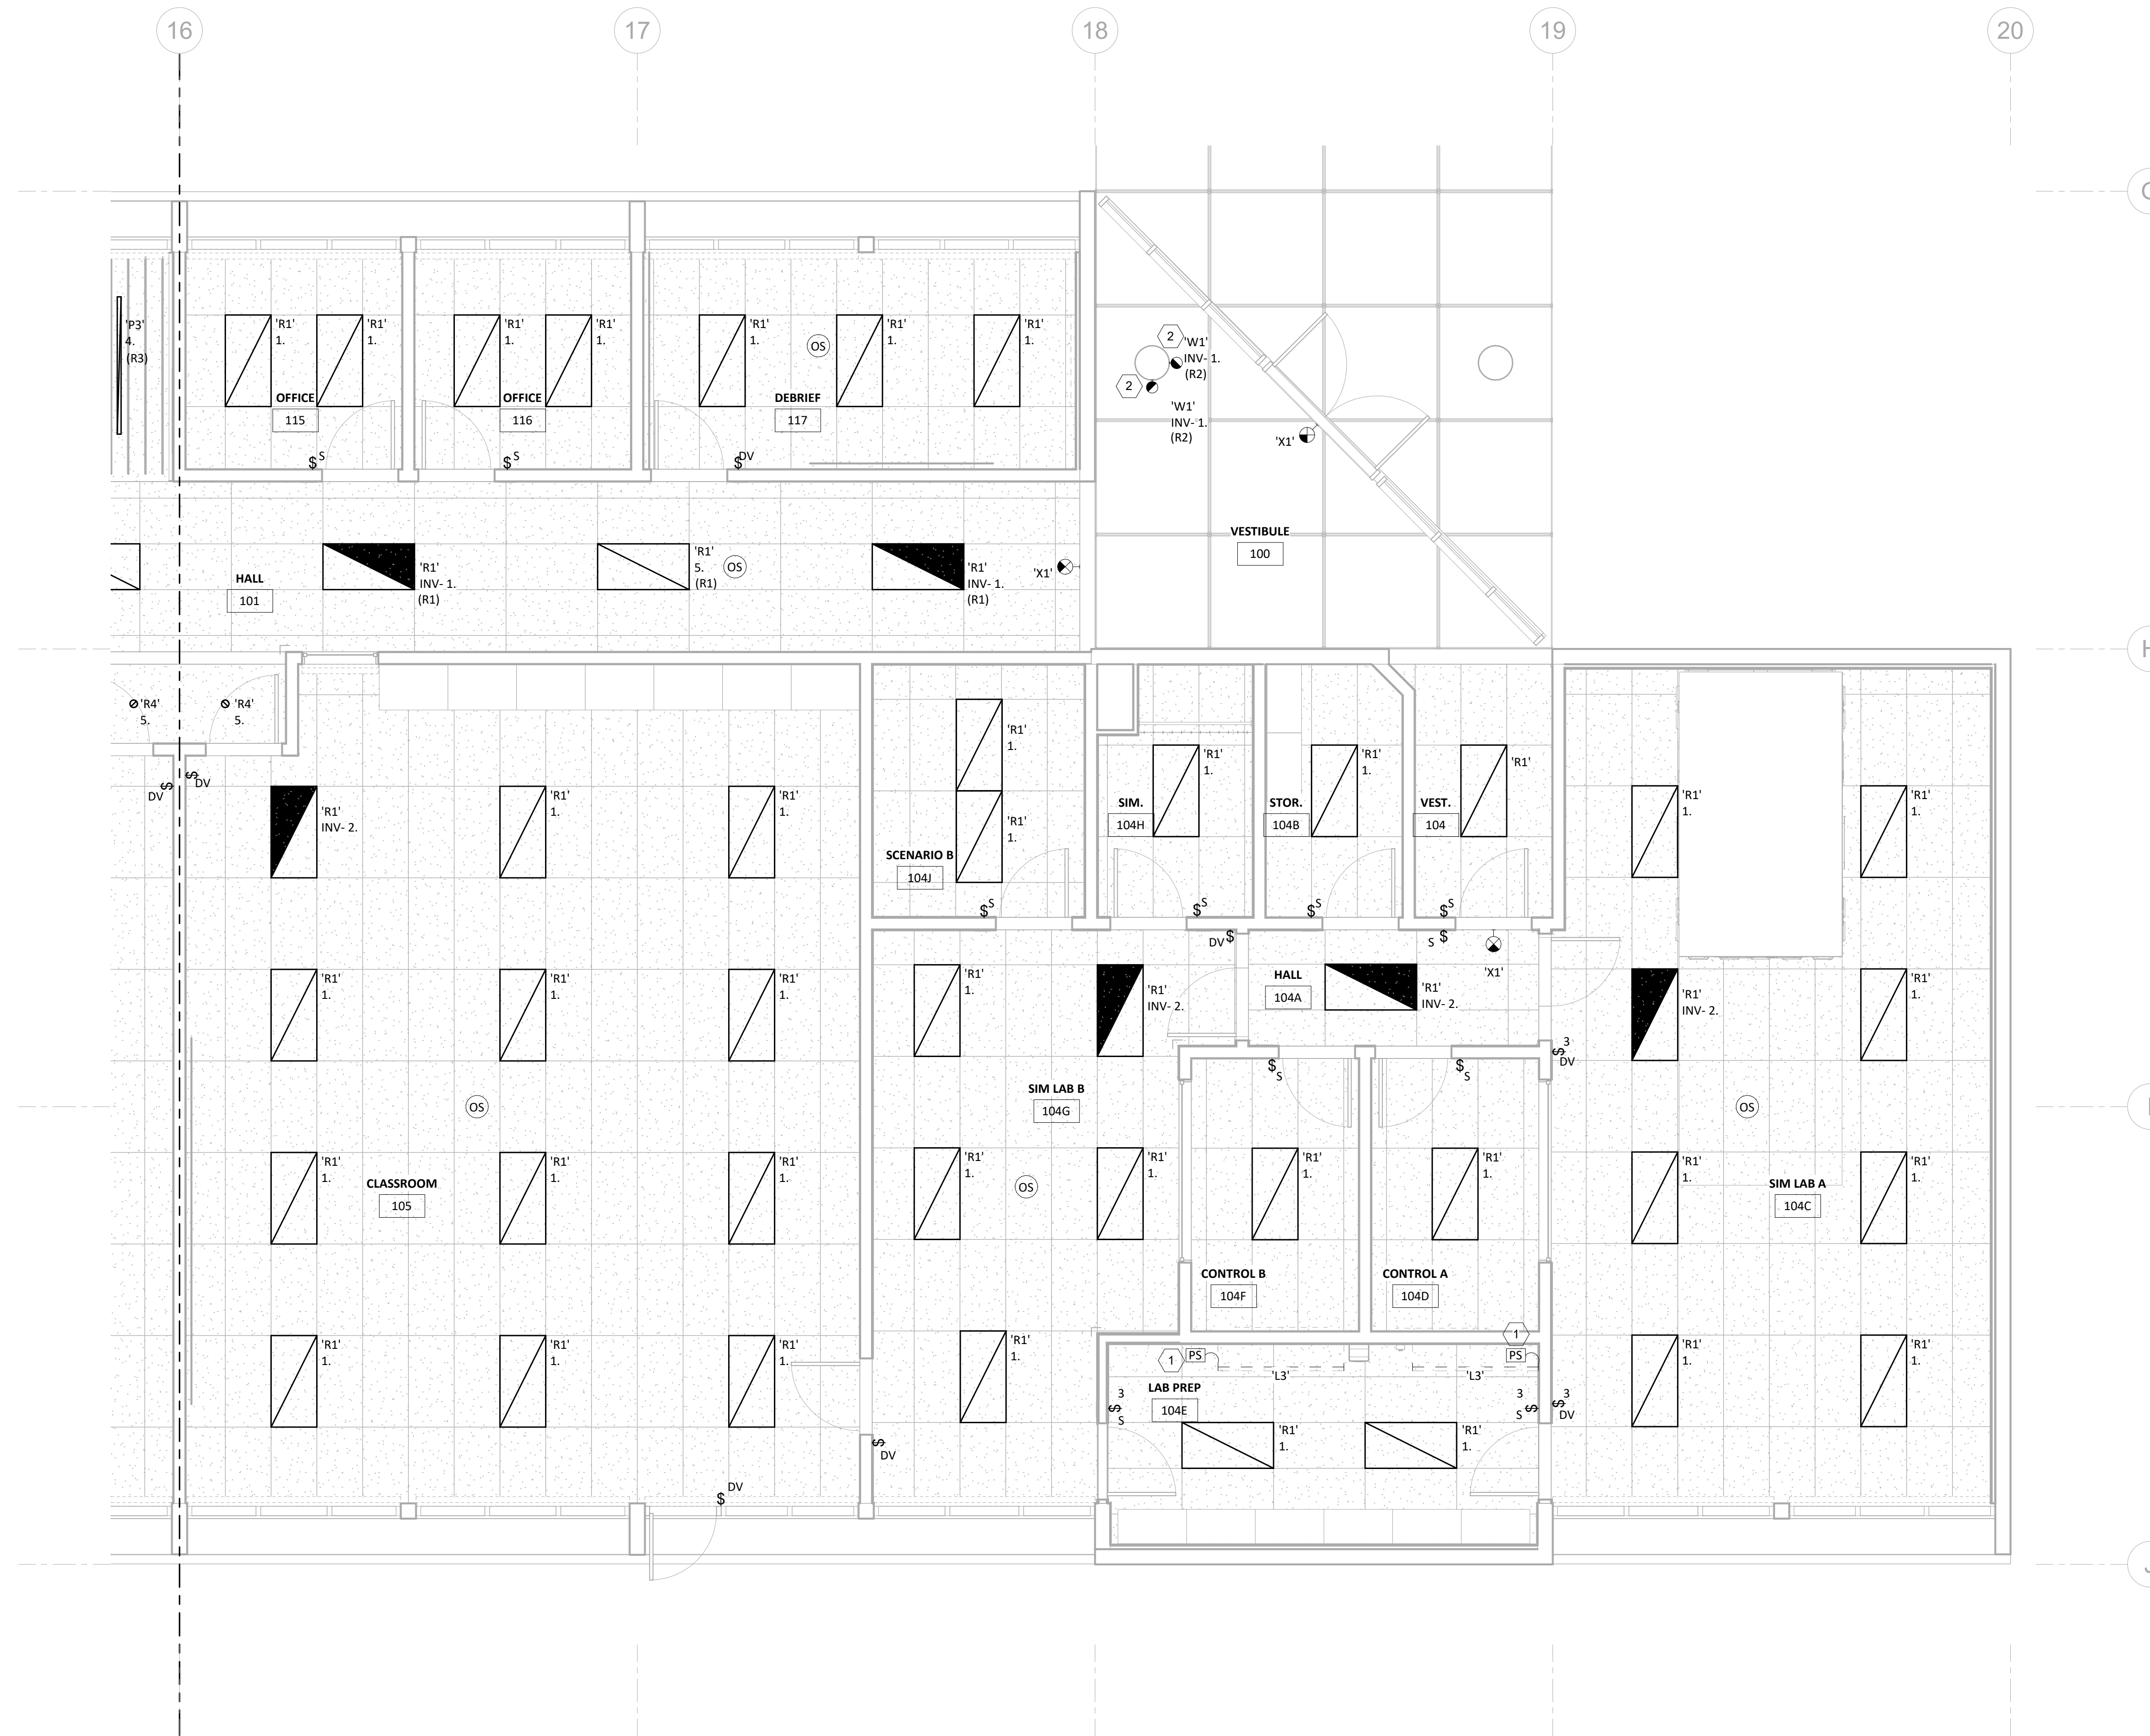 16
17
18
19
20
'P3'
4.
(R3)
'R1'
1.
'R1'
1.
OFFICE
115
$ S
'R1'
1.
'R1'
1.
OFFICE
116
$ S
'R1'
1.
OS
'R1'
1.
'R1'
1.
DEBRIEF
117
$ DV
2
'W1'
INV- 1.
(R2)
2
'W1'
INV- 1.
(R2)
'X1'
VESTIBULE
100
HALL
101
'R1'
INV- 1.
(R1)
'R1'
5.
(R1)
OS
'R1'
INV- 1.
(R1)
'X1'
H
'R4'
5.
'R4'
5.
DV $
$ DV
'R1'
INV- 2.
'R1'
1.
'R1'
1.
'R1'
1.
'R1'
1.
'R1'
1.
OS
'R1'
1.
'R1'
1.
'R1'
1.
CLASSROOM
105
'R1'
1.
'R1'
1.
'R1'
1.
$ DV
DV
$
'R1'
1.
'R1'
1.
SCENARIO B
104J
$ S
'R1'
1.
SIM.
104H
$ S
'R1'
1.
STOR.
104B
$ S
'R1'
VEST.
104
$ S
DV $
S $
'X1'
'R1'
1.
'R1'
INV- 2.
HALL
104A
'R1'
INV- 2.
SIM LAB B
104G
'R1'
1.
OS
'R1'
1.
'R1'
1.
$ S
$ S
'R1'
1.
CONTROL B
104F
'R1'
1.
CONTROL A
104D
1
1
PS
PS
'L3'
'L3'
LAB PREP
104E
3
$
S
3
S $
'R1'
1.
'R1'
1.
'R1'
1.
'R1'
1.
'R1'
INV- 2.
'R1'
1.
3
$ DV
OS
'R1'
1.
'R1'
1.
SIM LAB A
104C
'R1'
1.
'R1'
1.
3
$ DV